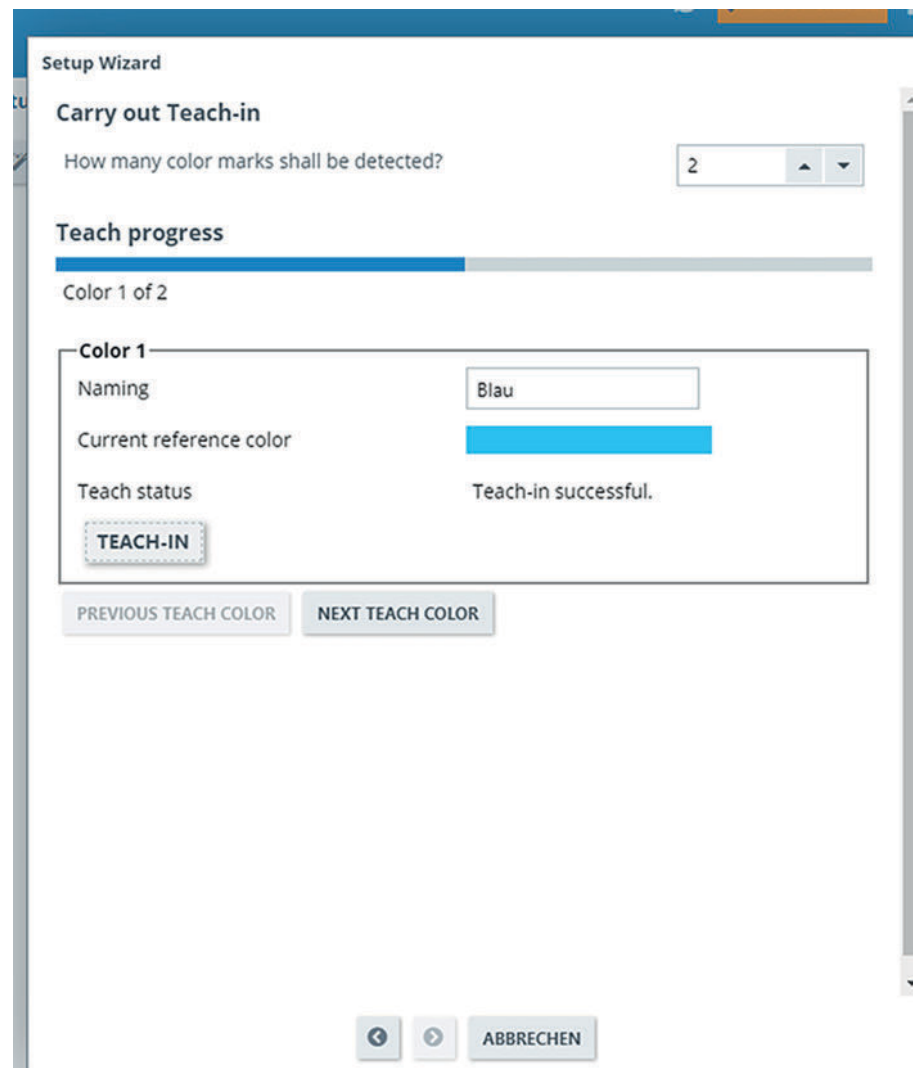 Setup Wizard
Carry out Teach-in
How many color marks shall be detected? 2
Teach progress
Color 1 of 2
Color 1
Naming Blau
Current reference color
Teach status Teach-in successful.
TEACH-IN
PREVIOUS TEACH COLOR NEXT TEACH COLOR
ABBRECHEN